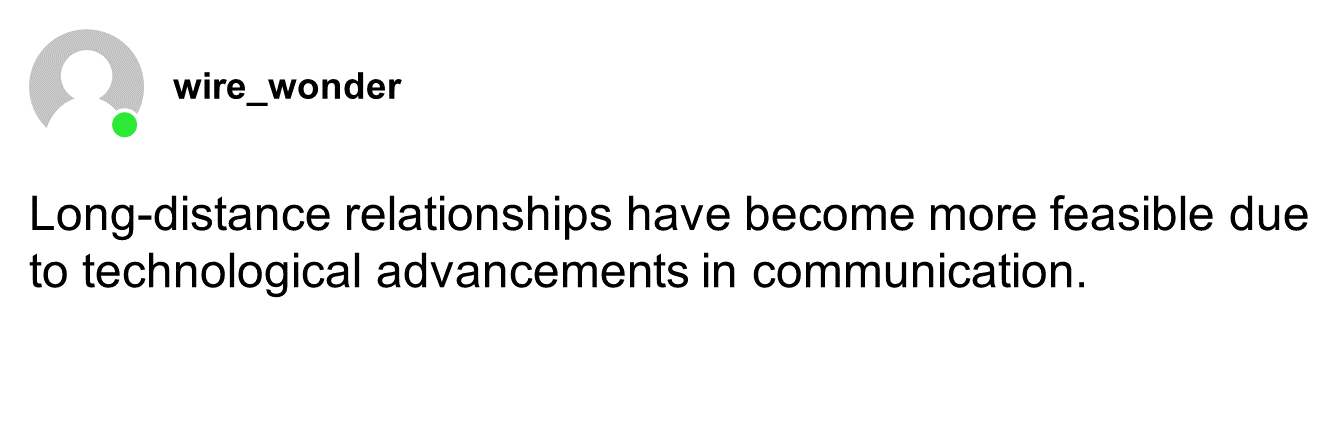 wire_wonder
Long-distance relationships have become more feasible due
to technological advancements in communication.